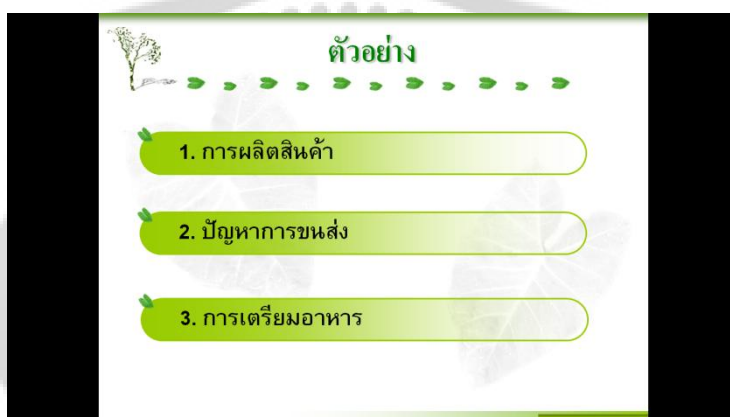 ตัวอย่าง
1. การผลิตสินค้า
2. ปัญหาการขนส่ง
3. การเตรียมอาหาร